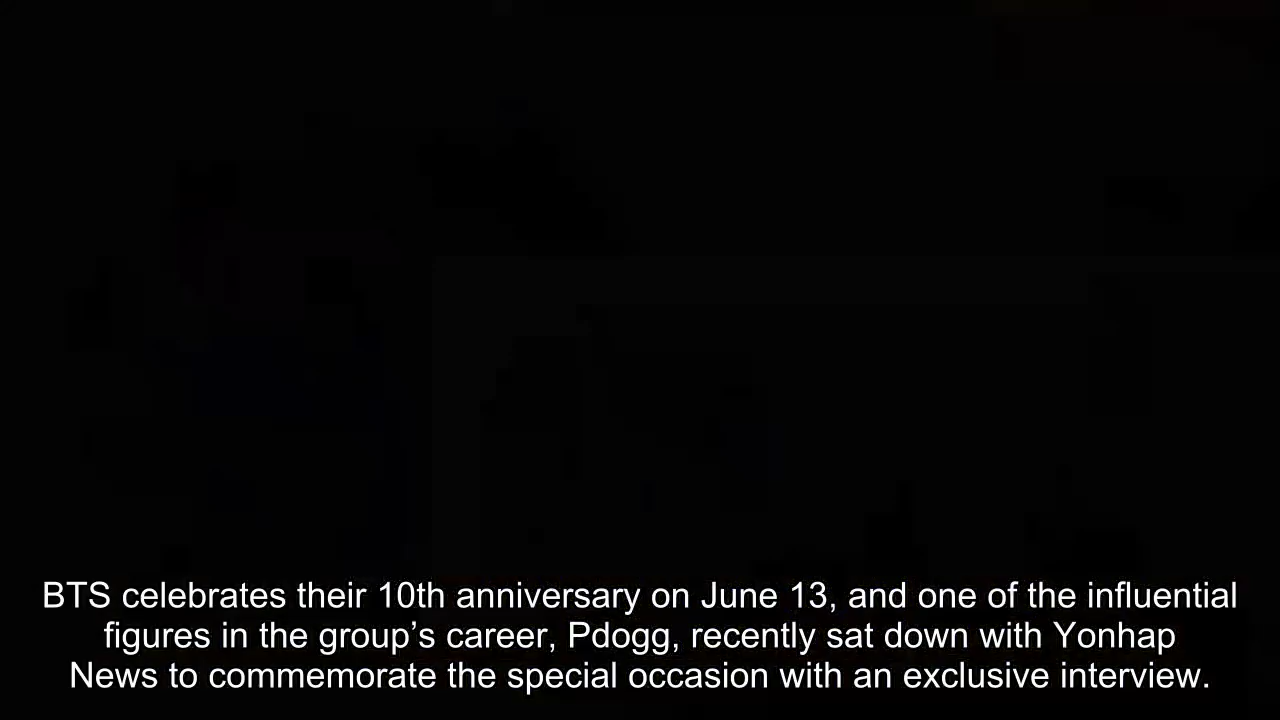 BTS celebrates their 10th anniversary on June 13, and one of the influential
figures in the group’s career, Pdogg, recently sat down with Yonhap
News to commemorate the special occasion with an exclusive interview.